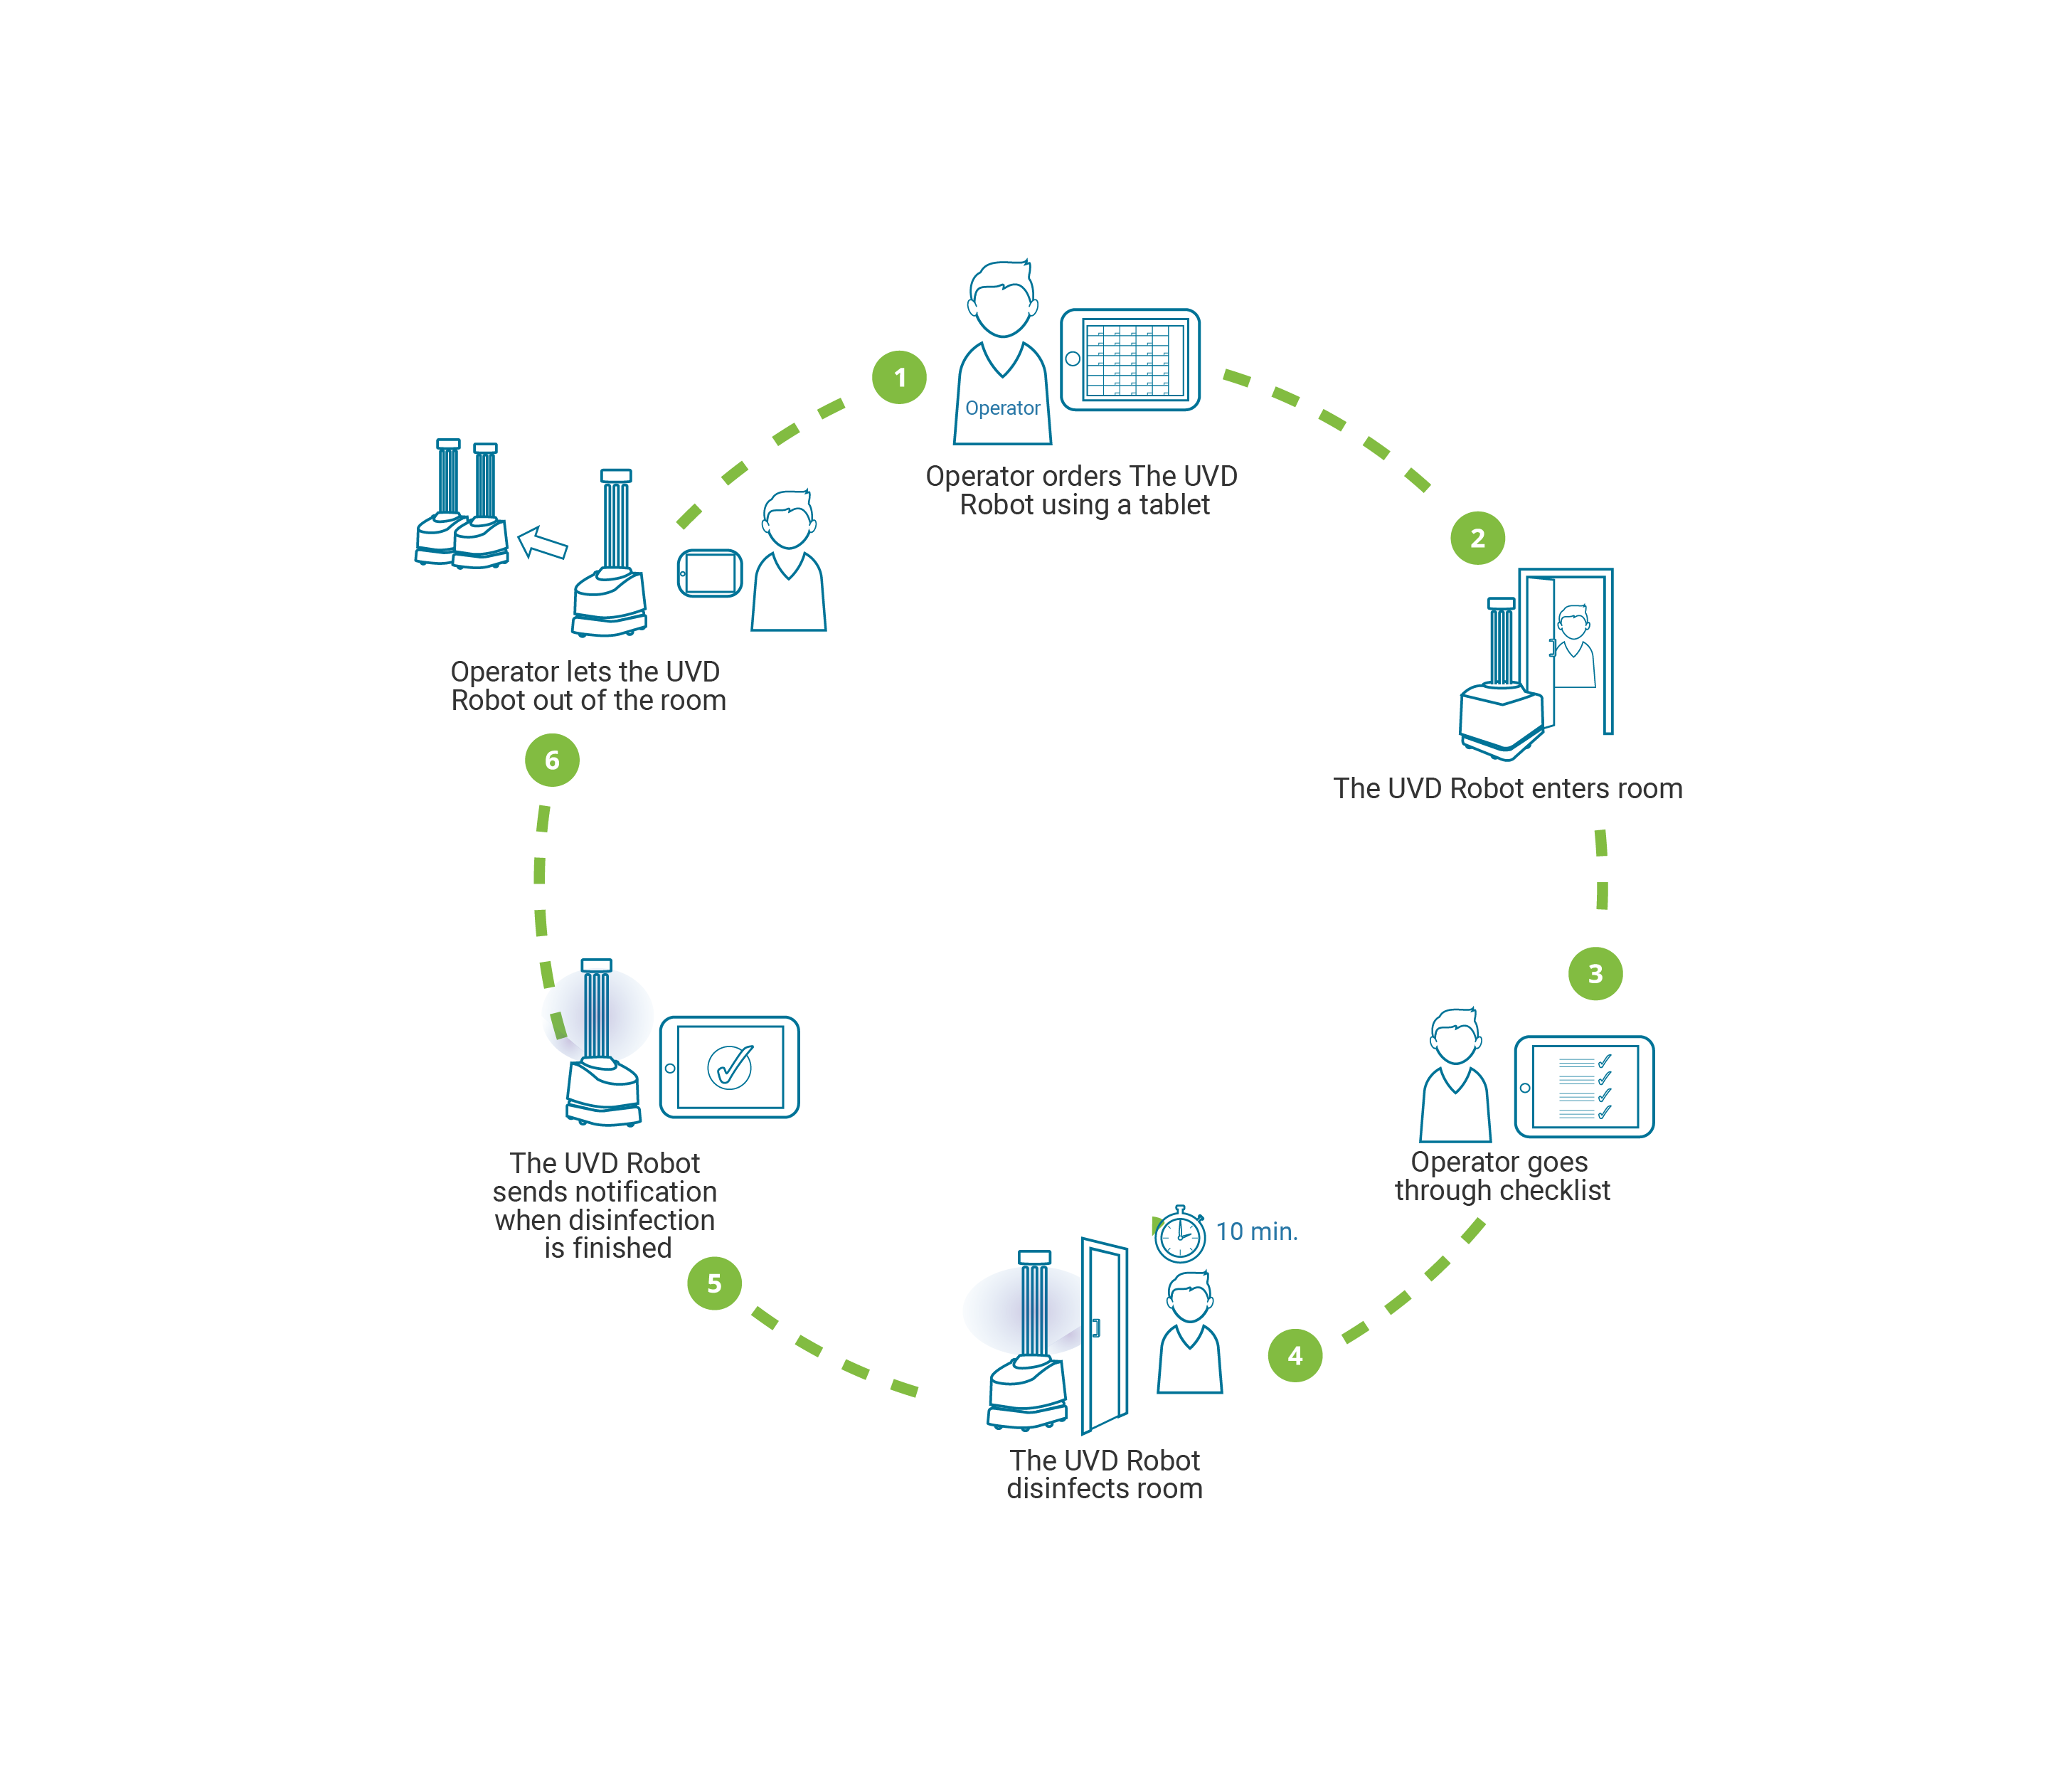 1
Operator
Operator orders The UVD
Robot using a tablet
2
The UVD Robot enters room
3
Operator goes
through checklist
4
10 min.
The UVD Robot
disinfects room
5
The UVD Robot
sends notification
when disinfection
is finished
6
Operator lets the UVD
Robot out of the room